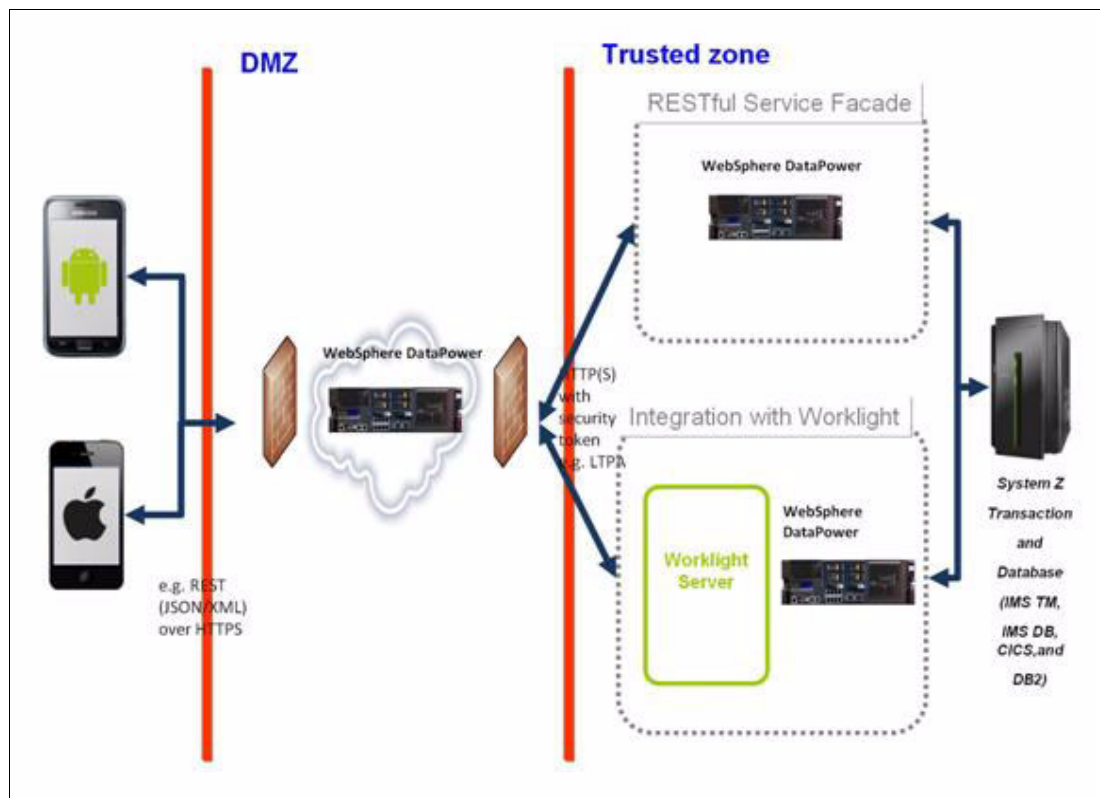 DMZ
Trusted zone
RESTful Service Facade
WebSphere DataPower
WebSphere DataPower
HTTP(S)
with
security
token
e.g. LTPA
Integration with Worklight
Worklight
Server
WebSphere
DataPower
e.g. REST
(JSON/XML)
over HTTPS
System Z
Transaction
and
Database
(IMS TM,
IMS DB,
CICS,and
DB2)